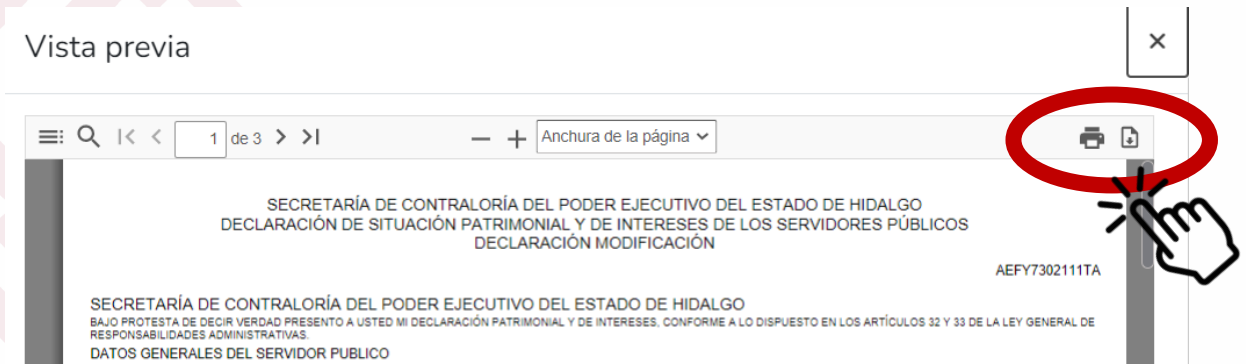 Vista previa
1 de 3
Anchura de la página
SECRETARÍA DE CONTRALORÍA DEL PODER EJECUTIVO DEL ESTADO DE HIDALGO
DECLARACIÓN DE SITUACIÓN PATRIMONIAL Y DE INTERESES DE LOS SERVIDORES PÚBLICOS
DECLARACIÓN MODIFICACIÓN
AEFY7302111TA
SECRETARÍA DE CONTRALORÍA DEL PODER EJECUTIVO DEL ESTADO DE HIDALGO
BAJO PROTESTA DE DECIR VERDAD PRESENTO A USTED MI DECLARACIÓN PATRIMONIAL Y DE INTERESES, CONFORME A LO DISPUESTO EN LOS ARTÍCULOS 32 Y 33 DE LA LEY GENERAL DE
RESPONSABILIDADES ADMINISTRATIVAS.
DATOS GENERALES DEL SERVIDOR PUBLICO